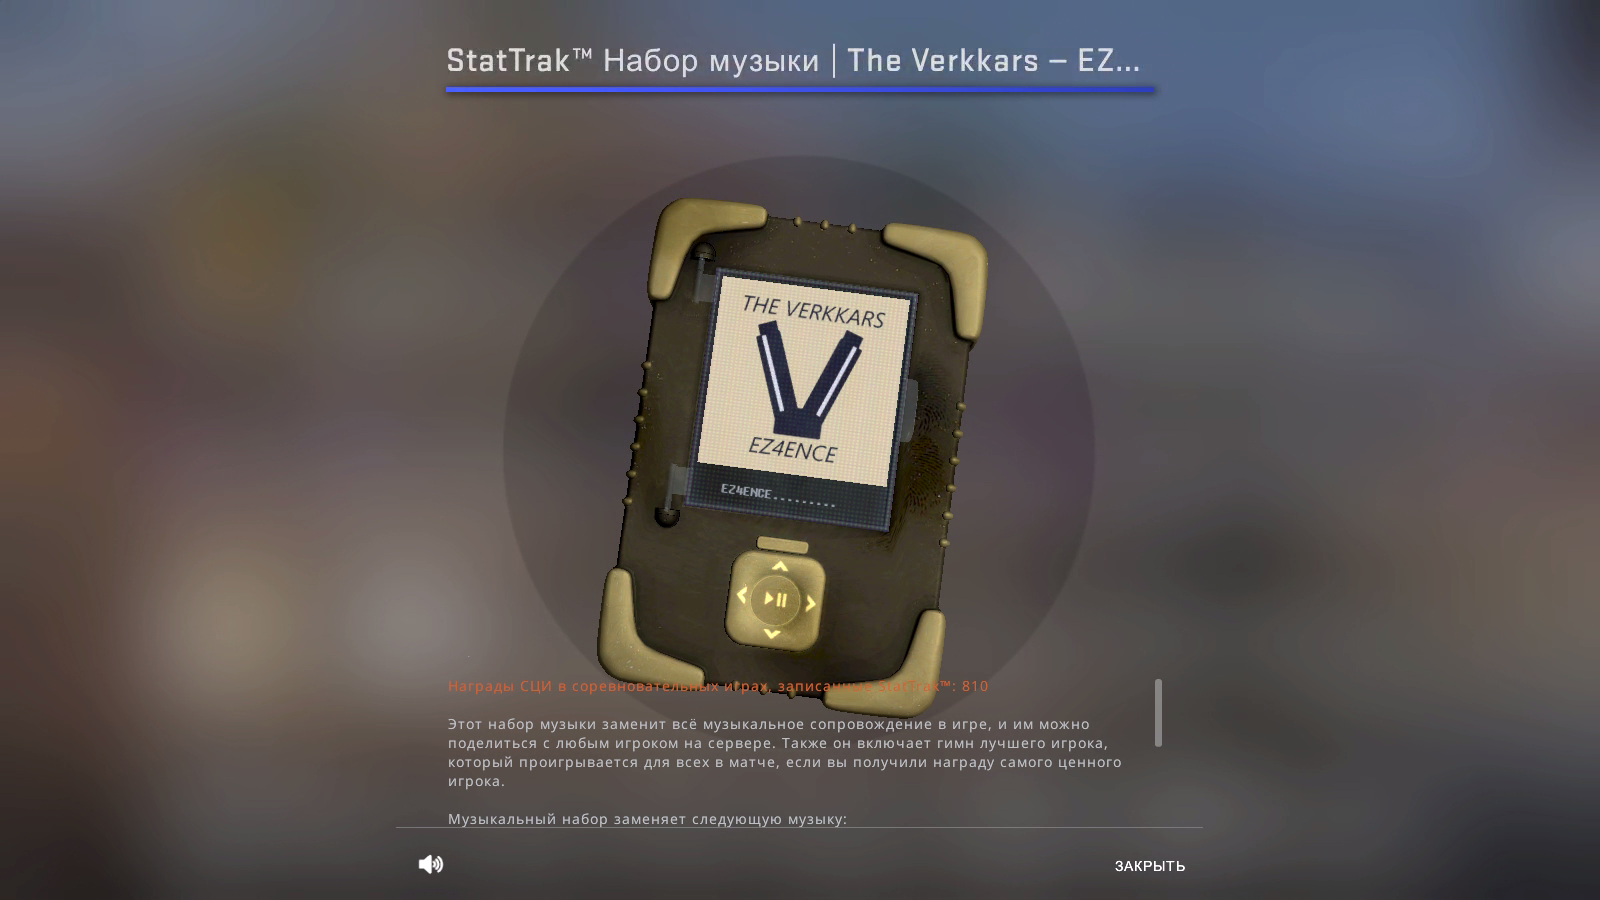 StatTrak™ Набор музыки | The Verkkars – EZ...
THE VERKKARS
EZ4ENCE
EZ4ENCE.........
Награды СЦИ в соревновательных играх, записанные StatTrak™: 810
Этот набор музыки заменит всё музыкальное сопровождение в игре, и им можно
поделиться с любым игроком на сервере. Также он включает гимн лучшего игрока,
который проигрывается для всех в матче, если вы получили награду самого ценного
игрока.
Музыкальный набор заменяет следующую музыку:
ЗАКРЫТЬ